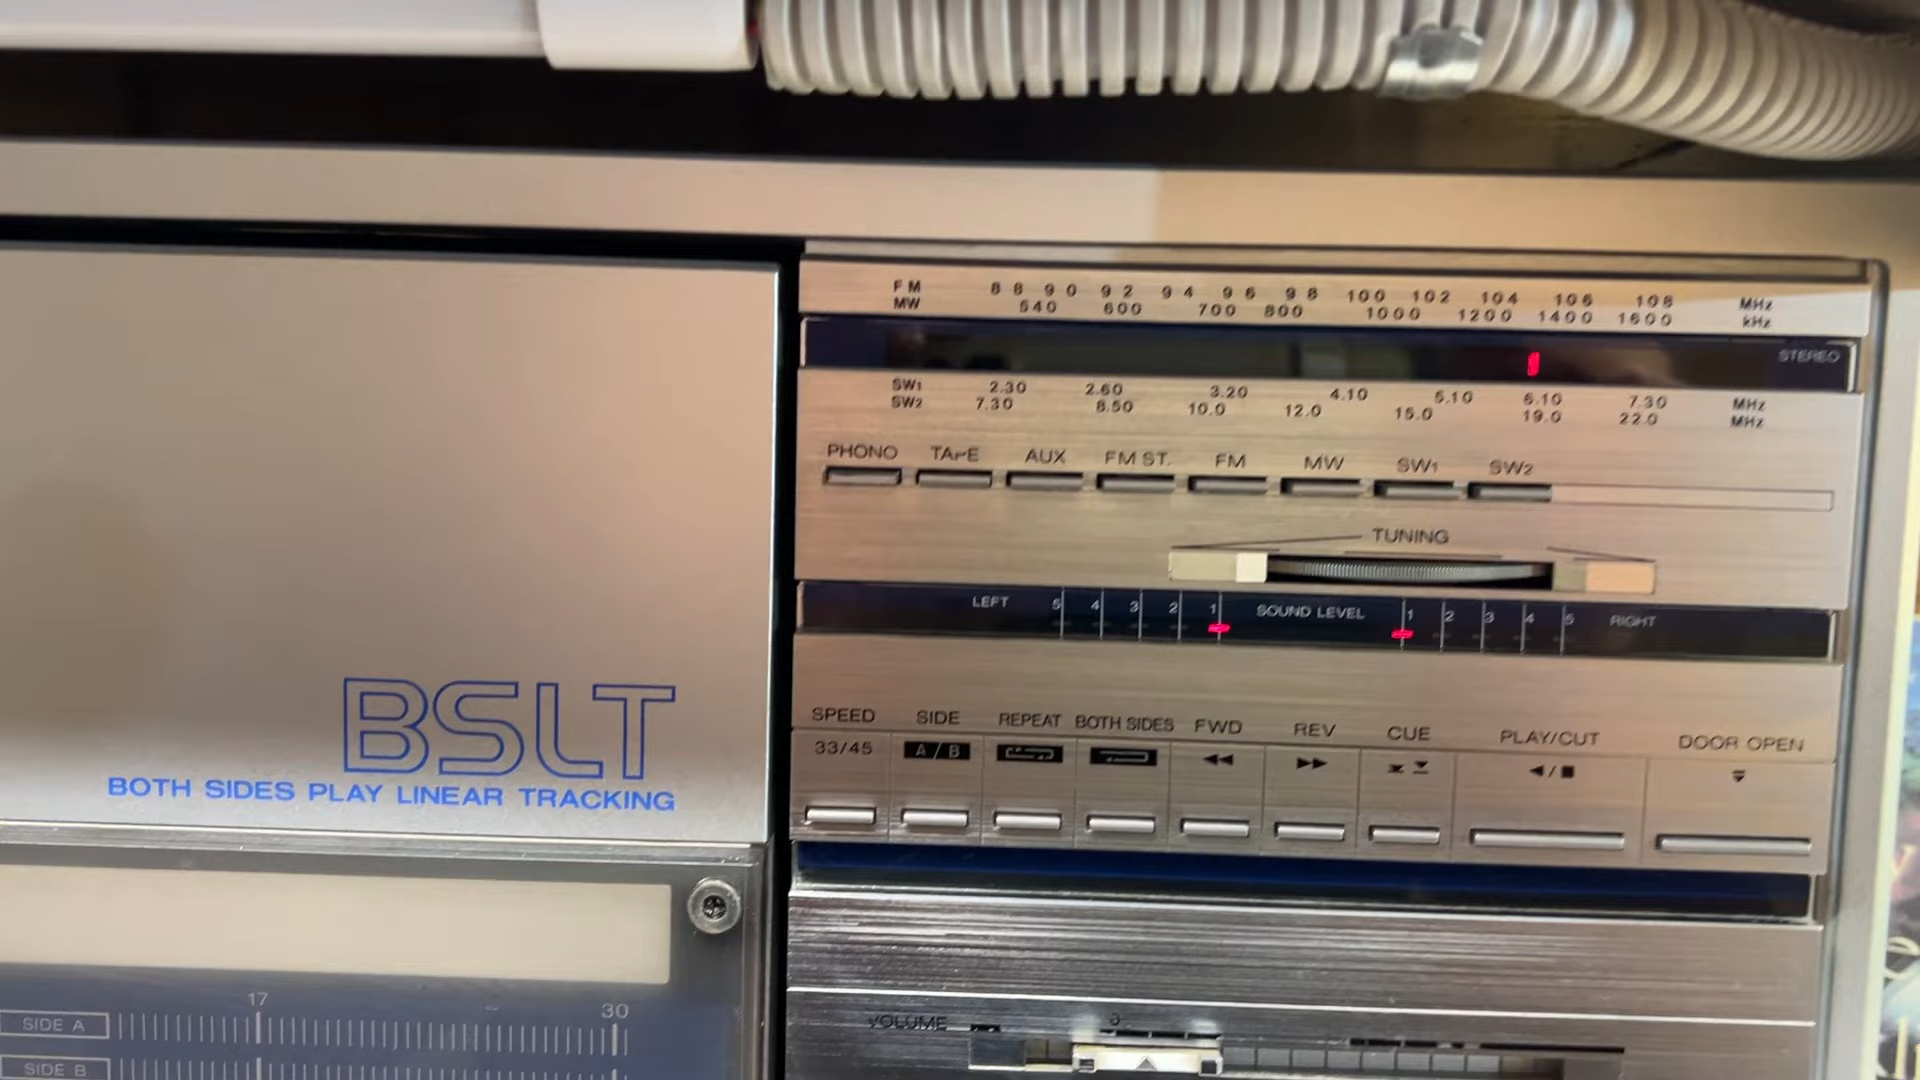 FM 88 90 92 94 96 98 100 102 104 106 108 MHz
MW 540 600 700 800 1000 1200 1400 1600 kHz
STEREO
SW1 2.30 2.60 3.20 4.10 5.10 6.10 7.30 MHz
SW2 7.30 8.50 10.0 12.0 15.0 19.0 22.0 MHz
PHONO TAPE AUX FM ST. FM MW SW1 SW2
TUNING
LEFT 5 4 3 2 1 SOUND LEVEL 1 2 3 4 5 RIGHT
BSLT
BOTH SIDES PLAY LINEAR TRACKING
SPEED SIDE REPEAT BOTH SIDES FWD REV CUE PLAY/CUT DOOR OPEN
33/45 A/B
17 30
SIDE A
SIDE B
VOLUME 0